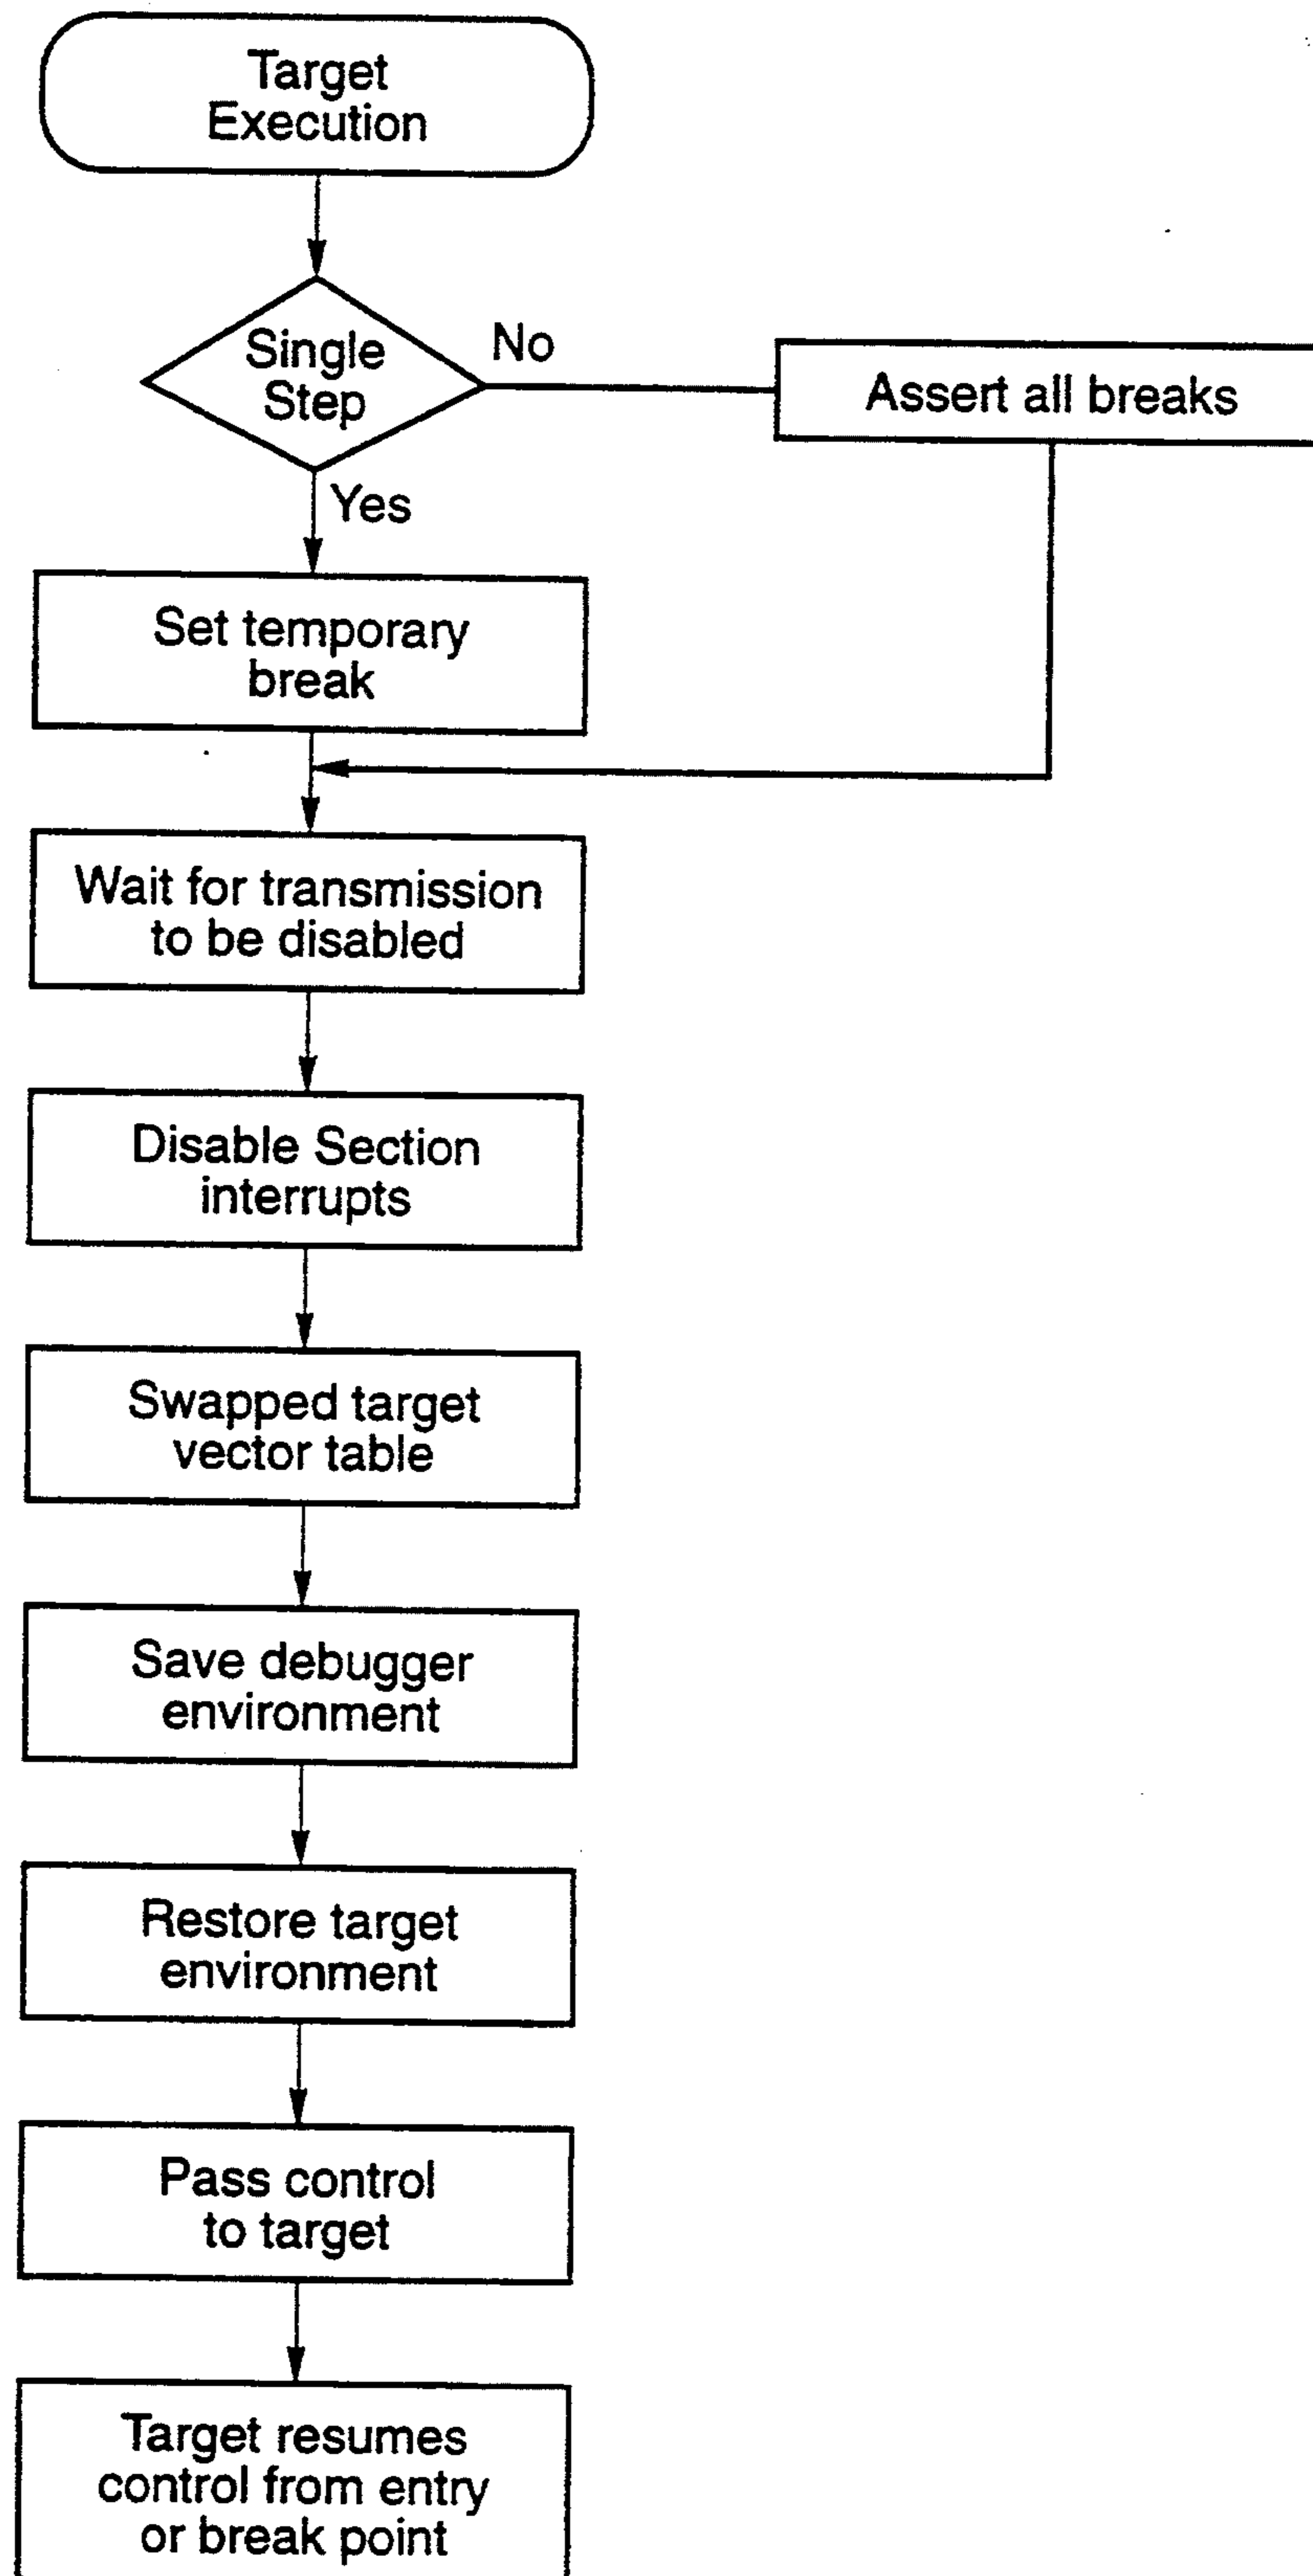 Target
Execution
Single
Step
No
Assert all breaks
Yes
Set temporary
break
Wait for transmission
to be disabled
Disable Section
interrupts
Swapped target
vector table
Save debugger
environment
Restore target
environment
Pass control
to target
Target resumes
control from entry
or break point